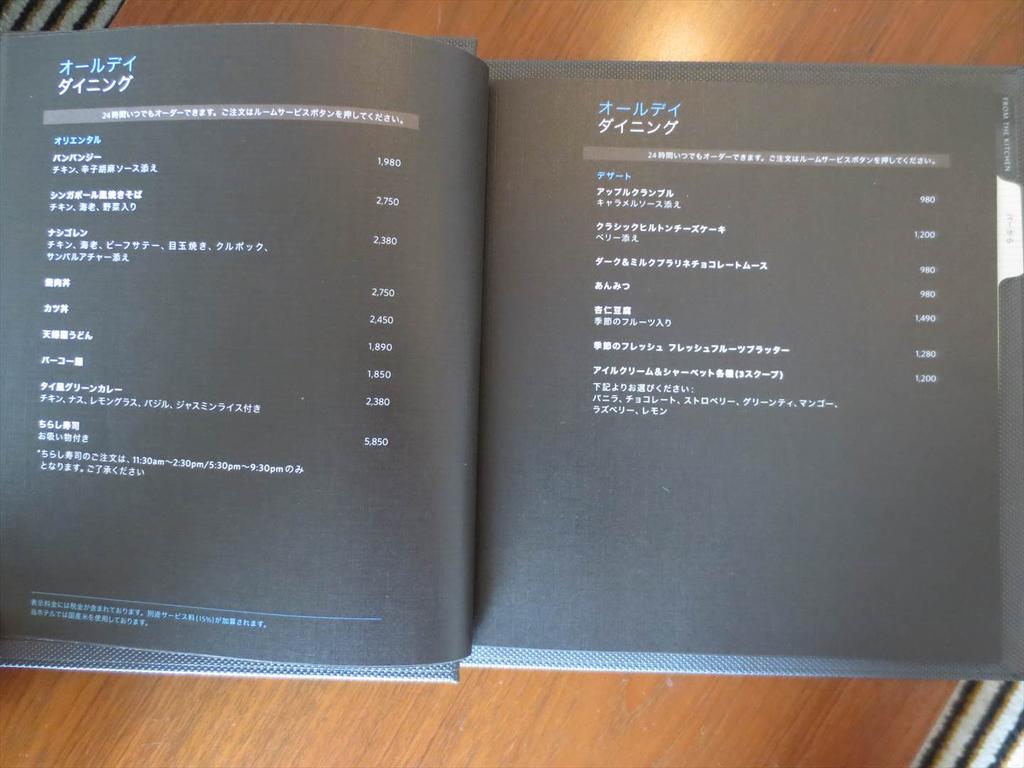 オールデイ
ダイニング
24時間いつでもオーダーできます。ご注文はルームサービスボタンを押してください。
オリエンタル
バンバンジー 1,980
チキン、辛子胡麻ソース添え
シンガポール風焼きそば 2,750
チキン、海老、野菜入り
ナシゴレン 2,380
チキン、海老、ビーフサテー、目玉焼き、クルポック、
サンバルアチャー添え
焼肉丼 2,750
カツ丼 2,450
天婦羅うどん 1,890
パーコー麺 1,850
タイ風グリーンカレー 2,380
チキン、ナス、レモングラス、バジル、ジャスミンライス付き
ちらし寿司 5,850
お吸い物付き
*ちらし寿司のご注文は、11:30am～2:30pm/5:30pm～9:30pmのみ
となります。ご了承ください
表示料金には税金が含まれております。別途サービス料(15%)が加算されます。
当ホテルでは国産米を使用しております。
オールデイ
ダイニング
24時間いつでもオーダーできます。ご注文はルームサービスボタンを押してください。
デザート
アップルクランブル 980
キャラメルソース添え
クラシックヒルトンチーズケーキ 1,200
ベリー添え
ダーク&ミルクプラリネチョコレートムース 980
あんみつ 980
杏仁豆腐 1,490
季節のフルーツ入り
季節のフレッシュ フレッシュフルーツプラッター 1,280
アイルクリーム&シャーベット各種(3スクープ) 1,200
下記よりお選びください:
バニラ、チョコレート、ストロベリー、グリーンティ、マンゴー、
ラズベリー、レモン
FROM THE KITCHEN